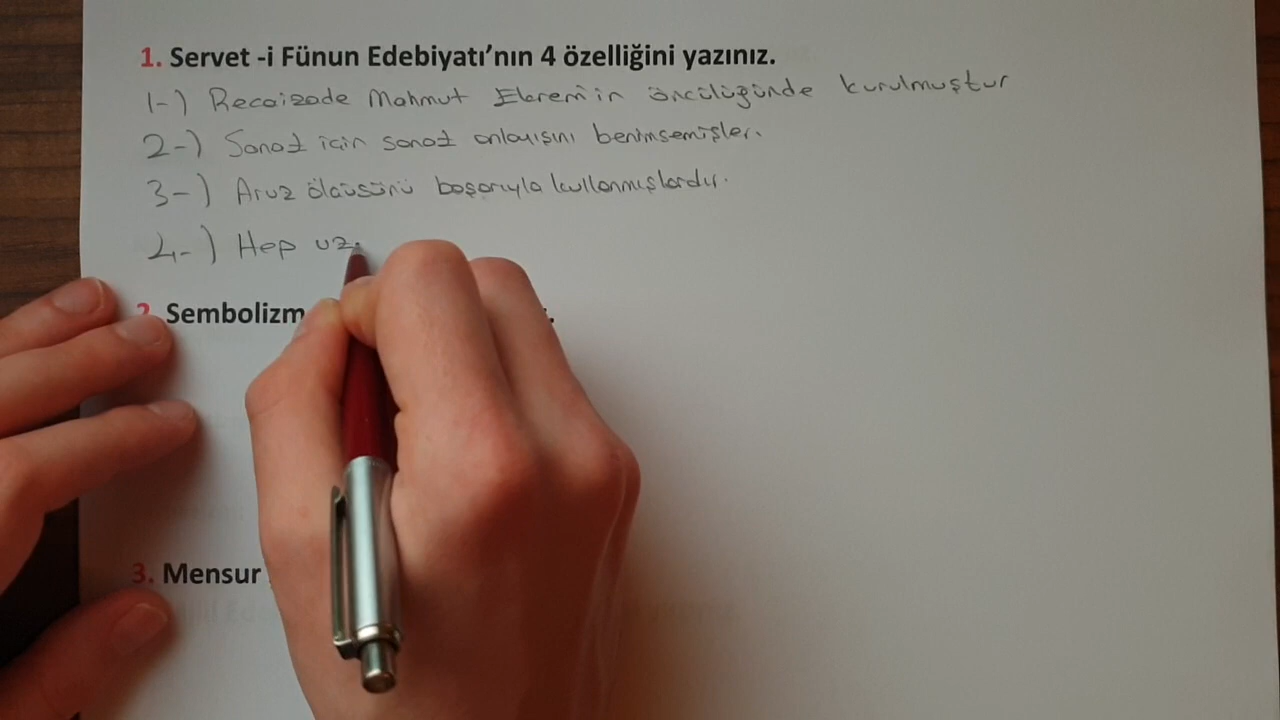 1. Servet -i Fünun Edebiyatı'nın 4 özelliğini yazınız.
1-) Recaizade Mahmut Ekrem'in öncülüğünde kurulmuştur
2-) Sanat için sanat anlayışını benimsemişler.
3-) Aruz ölçüsünü başarıyla kullanmışlardır.
4-) Hep uz
2. Sembolizm
3. Mensur